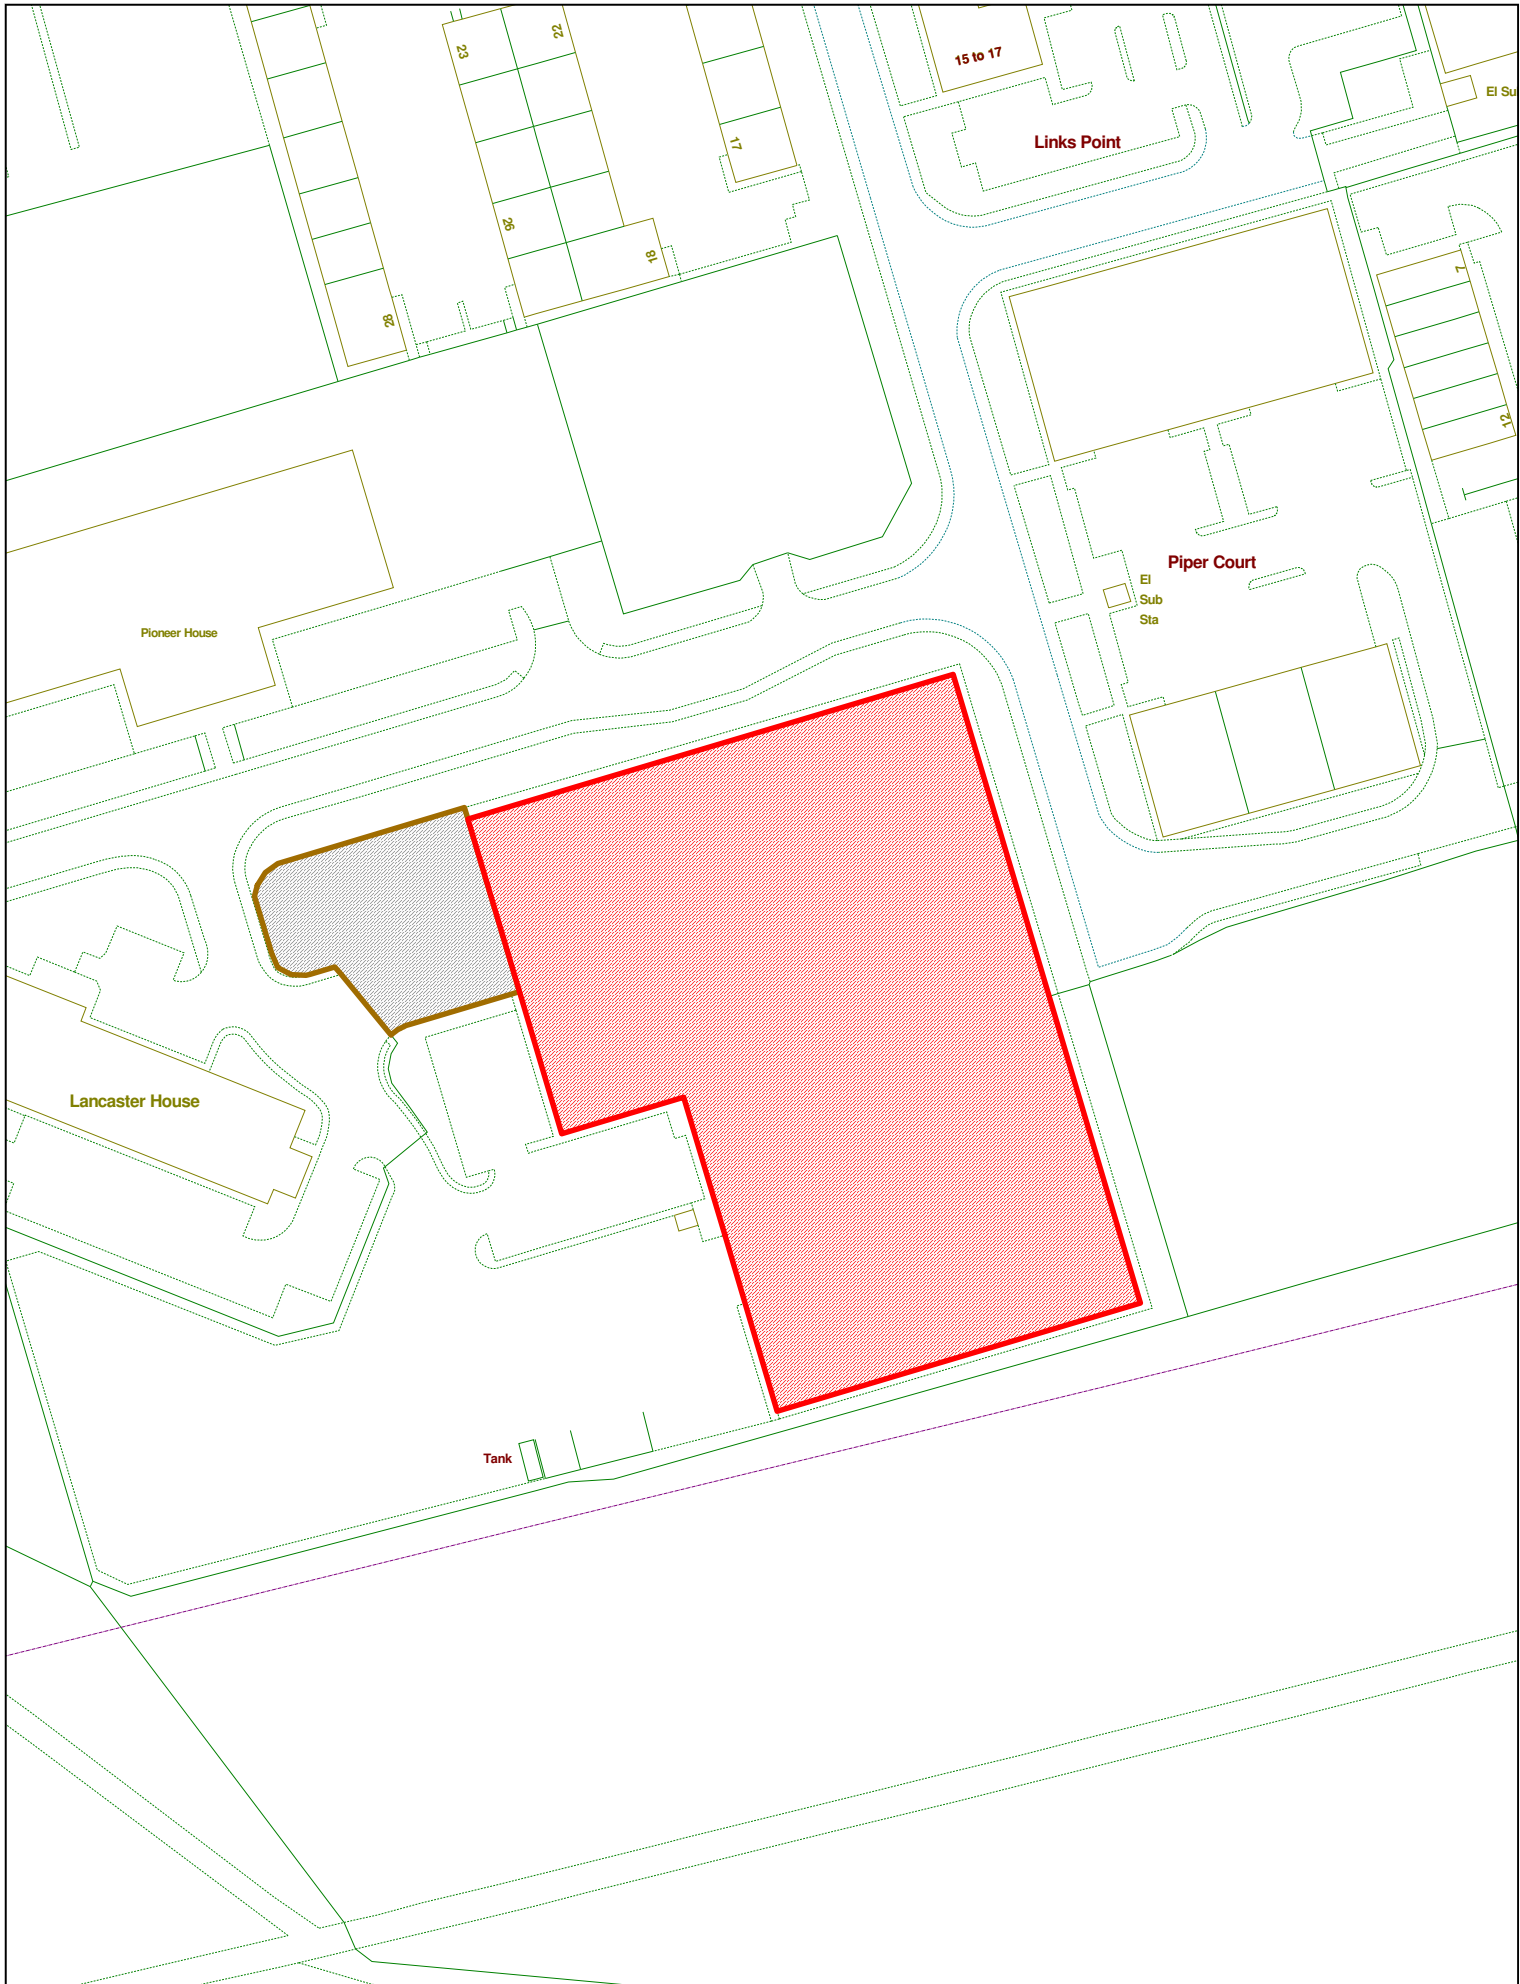 23
22
15 to 17
El Su
Links Point
17
26
18
7
28
12
Piper Court
El
Sub
Sta
Pioneer House
Lancaster House
Tank